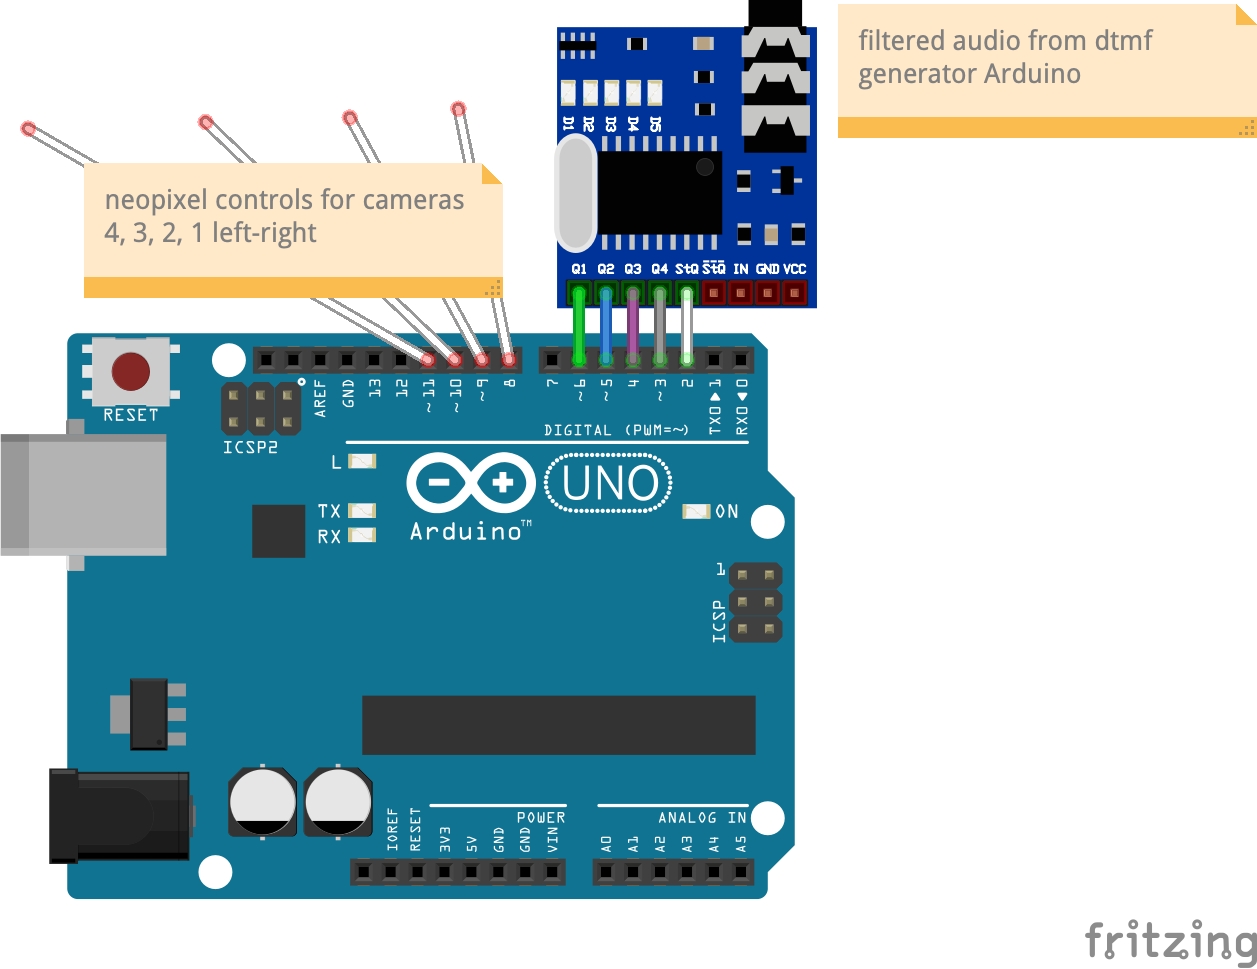 filtered audio from dtmf
generator Arduino
neopixel controls for cameras
4, 3, 2, 1 left-right
D1 D2 D3 D4 D5
Q1 Q2 Q3 Q4 StQ StQ IN GND VCC
RESET
ICSP2
AREF GND 13 12 ~11 ~10 ~9 8 7 ~6 ~5 4 ~3 2 TX0▶1 RX0◀0
DIGITAL (PWM=~)
L
TX
RX
Arduino™
UNO
ON
1
ICSP
IOREF RESET 3V3 5V GND GND VIN
POWER
A0 A1 A2 A3 A4 A5
ANALOG IN
fritzing